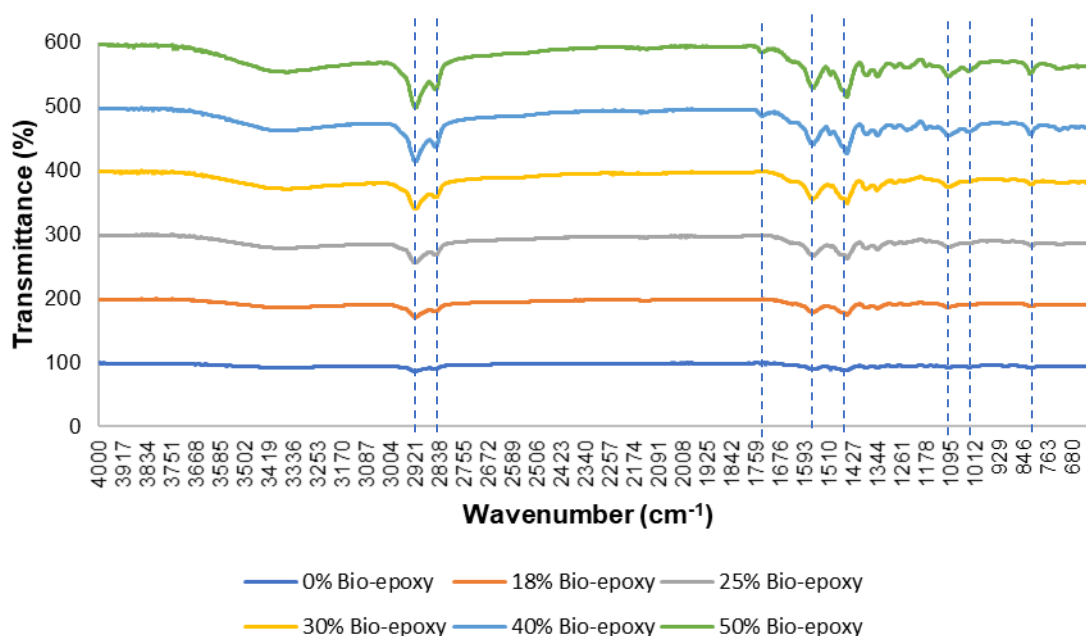 600
500
400
300
200
100
0
Transmittance (%)
4000 3917 3834 3751 3668 3585 3502 3419 3336 3253 3170 3087 3004 2921 2838 2755 2672 2589 2506 2423 2340 2257 2174 2091 2008 1925 1842 1759 1676 1593 1510 1427 1344 1261 1178 1095 1012 929 846 763 680
Wavenumber (cm⁻¹)
0% Bio-epoxy 18% Bio-epoxy 25% Bio-epoxy
30% Bio-epoxy 40% Bio-epoxy 50% Bio-epoxy